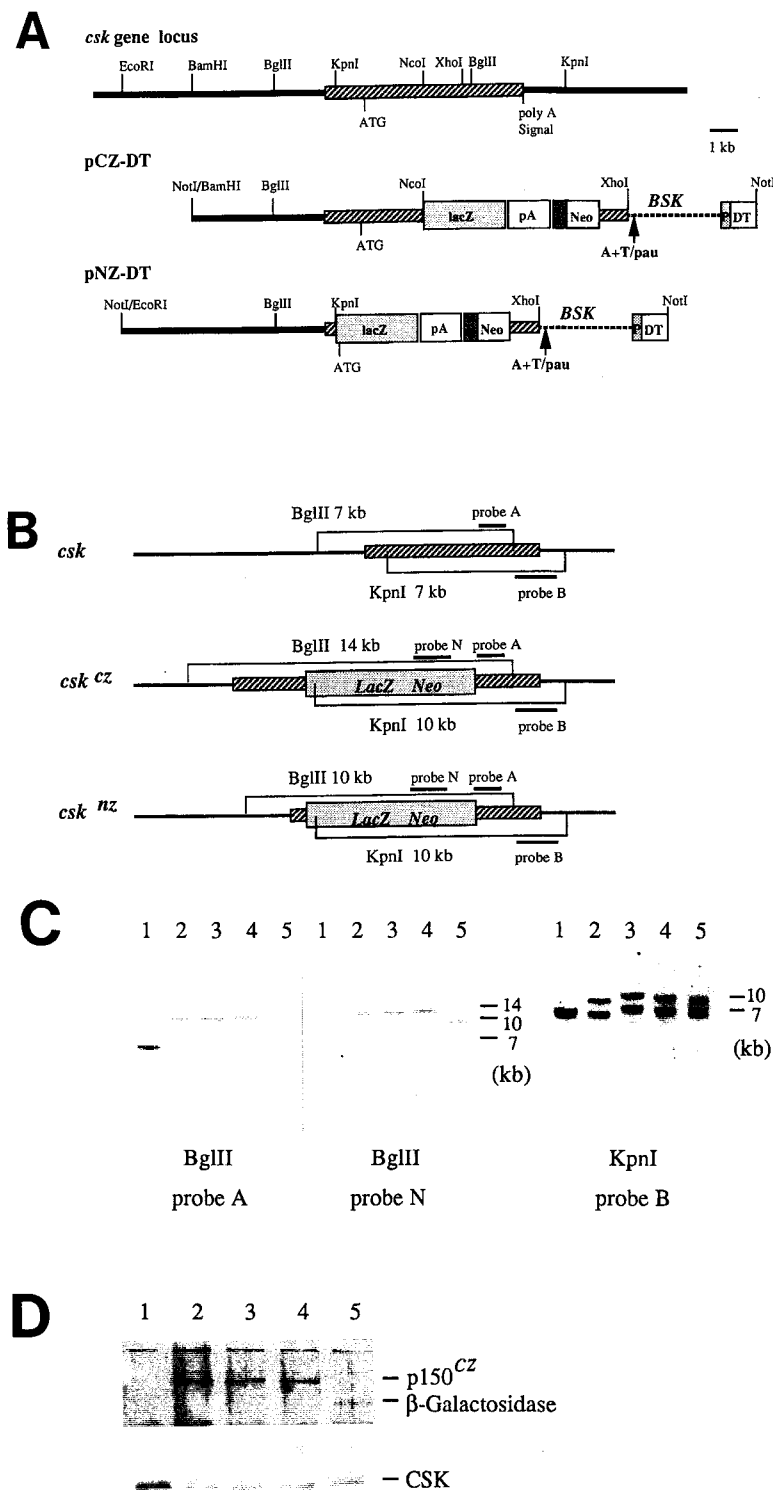 A
csk gene locus
EcoRI BamHI BglII KpnI NcoI XhoI BglII KpnI
ATG
poly A
Signal
1 kb
pCZ-DT
NotI/BamHI BglII NcoI XhoI BSK NotI
lacZ pA Neo P DT
ATG
A+T/pau
pNZ-DT
NotI/EcoRI BglII KpnI XhoI BSK NotI
lacZ pA Neo P DT
ATG
A+T/pau
B
BglII 7 kb probe A
csk
KpnI 7 kb probe B
BglII 14 kb probe N probe A
csk cz
LacZ Neo
KpnI 10 kb probe B
BglII 10 kb probe N probe A
csk nz
LacZ Neo
KpnI 10 kb probe B
C
1 2 3 4 5 1 2 3 4 5 1 2 3 4 5
14
10
7
(kb)
10
7
(kb)
BglII BglII KpnI
probe A probe N probe B
D
1 2 3 4 5
p150CZ
β-Galactosidase
CSK